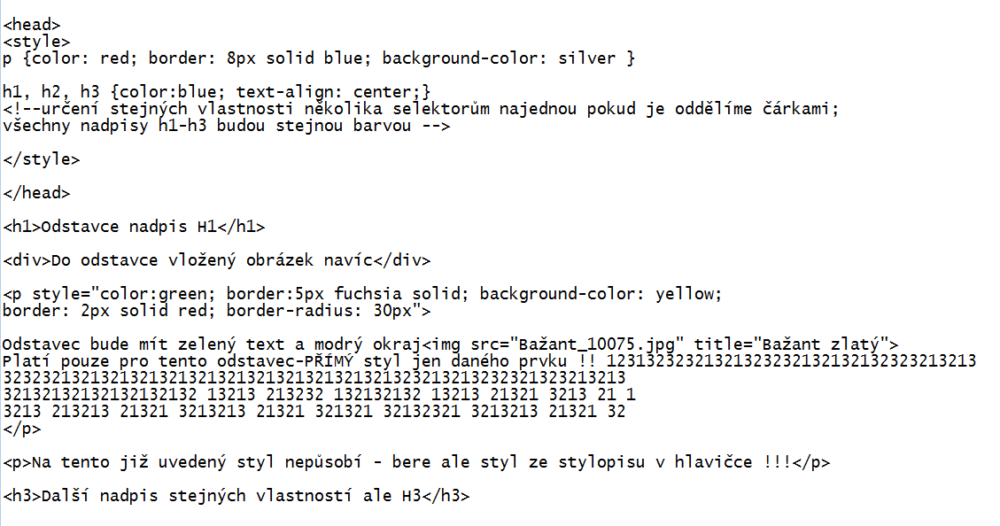 <head>
<style>
p {color: red; border: 8px solid blue; background-color: silver }
h1, h2, h3 {color:blue; text-align: center;}
<!--určení stejných vlastnosti několika selektorům najednou pokud je oddělíme čárkami;
všechny nadpisy h1-h3 budou stejnou barvou -->
</style>
</head>
<h1>Odstavce nadpis H1</h1>
<div>Do odstavce vložený obrázek navíc</div>
<p style="color:green; border:5px fuchsia solid; background-color: yellow;
border: 2px solid red; border-radius: 30px">
Odstavec bude mít zelený text a modrý okraj<img src="Bažant_10075.jpg" title="Bažant zlatý">
Platí pouze pro tento odstavec-PŘÍMÝ styl jen daného prvku !! 12313232321321323232132132132323213213
3232321321321321321321321321321321321323213213232321323213213
32132132132132132132 13213 213232 132132132 13213 21321 3213 21 1
3213 213213 21321 3213213 21321 321321 32132321 3213213 21321 32
</p>
<p>Na tento již uvedený styl nepůsobí - bere ale styl ze stylopisu v hlavičce !!!</p>
<h3>Další nadpis stejných vlastností ale H3</h3>